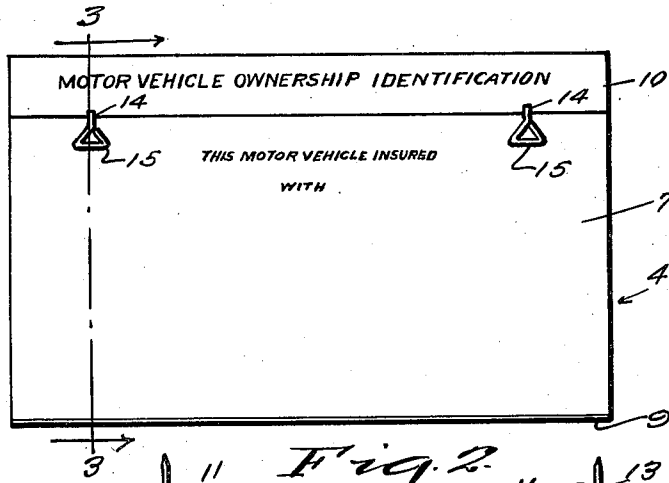 3
MOTOR VEHICLE OWNERSHIP IDENTIFICATION 10
14 14
15 15
THIS MOTOR VEHICLE INSURED
WITH
7
4
9
3
11 Fig. 2. 13